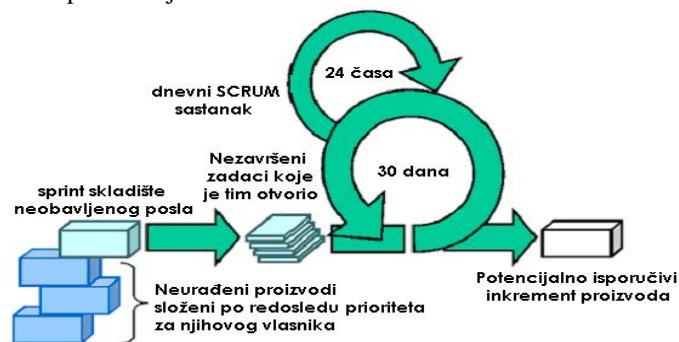 24 časa
dnevni SCRUM
sastanak
Nezavršeni
zadaci koje
je tim otvorio
30 dana
sprint skladište
neobavljenog posla
Neurađeni proizvodi
složeni po redosledu prioriteta
za njihovog vlasnika
Potencijalno isporučivi
inkrement proizvoda